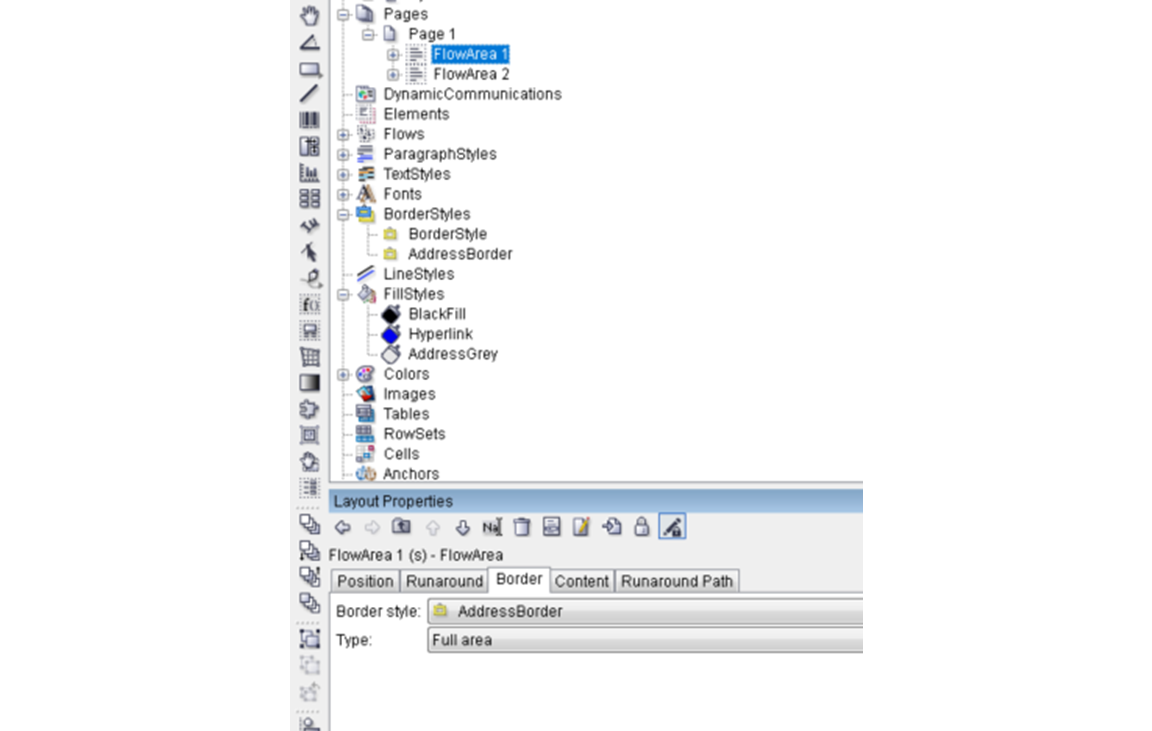 Pages
Page 1
FlowArea 1
FlowArea 2
DynamicCommunications
Elements
Flows
ParagraphStyles
TextStyles
Fonts
BorderStyles
BorderStyle
AddressBorder
LineStyles
FillStyles
BlackFill
Hyperlink
AddressGrey
Colors
Images
Tables
RowSets
Cells
Anchors
Layout Properties
FlowArea 1 (s) - FlowArea
Position Runaround Border Content Runaround Path
Border style: AddressBorder
Type: Full area